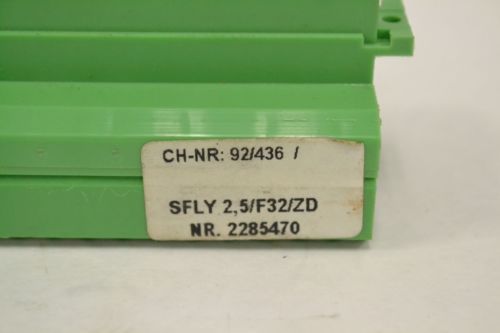 CH-NR: 92/436 /
SFLY 2,5/F32/ZD
NR. 2285470